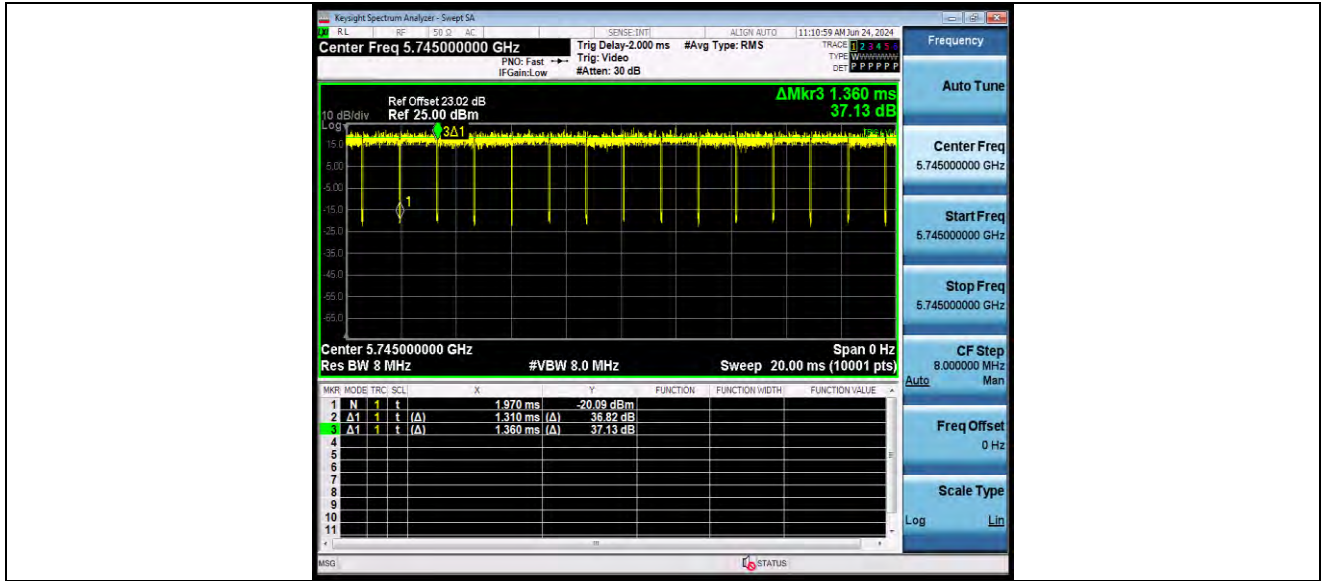 Keysight Spectrum Analyzer - Swept SA
RL RF 50 Ω AC SENSE:INT ALIGN AUTO 11:10:59 AM Jun 24, 2024
Center Freq 5.745000000 GHz Trig Delay-2.000 ms #Avg Type: RMS TRACE 1 2 3 4 5 6
PNO: Fast Trig: Video TYPE WWWWWW
IFGain:Low #Atten: 30 dB DET P P P P P P
ΔMkr3 1.360 ms
37.13 dB
Ref Offset 23.02 dB
10 dB/div Ref 25.00 dBm
Log
3Δ1
15.0
5.00
-5.00
1
-15.0
-25.0
-35.0
-45.0
-55.0
-65.0
Center 5.745000000 GHz Span 0 Hz
Res BW 8 MHz #VBW 8.0 MHz Sweep 20.00 ms (10001 pts)
MKR MODE TRC SCL X Y FUNCTION FUNCTION WIDTH FUNCTION VALUE
1 N 1 t 1.970 ms -20.09 dBm
2 Δ1 1 t (Δ) 1.310 ms (Δ) 36.82 dB
3 Δ1 1 t (Δ) 1.360 ms (Δ) 37.13 dB
4
5
6
7
8
9
10
11
MSG STATUS
Frequency
Auto Tune
Center Freq
5.745000000 GHz
Start Freq
5.745000000 GHz
Stop Freq
5.745000000 GHz
CF Step
8.000000 MHz
Auto Man
Freq Offset
0 Hz
Scale Type
Log Lin